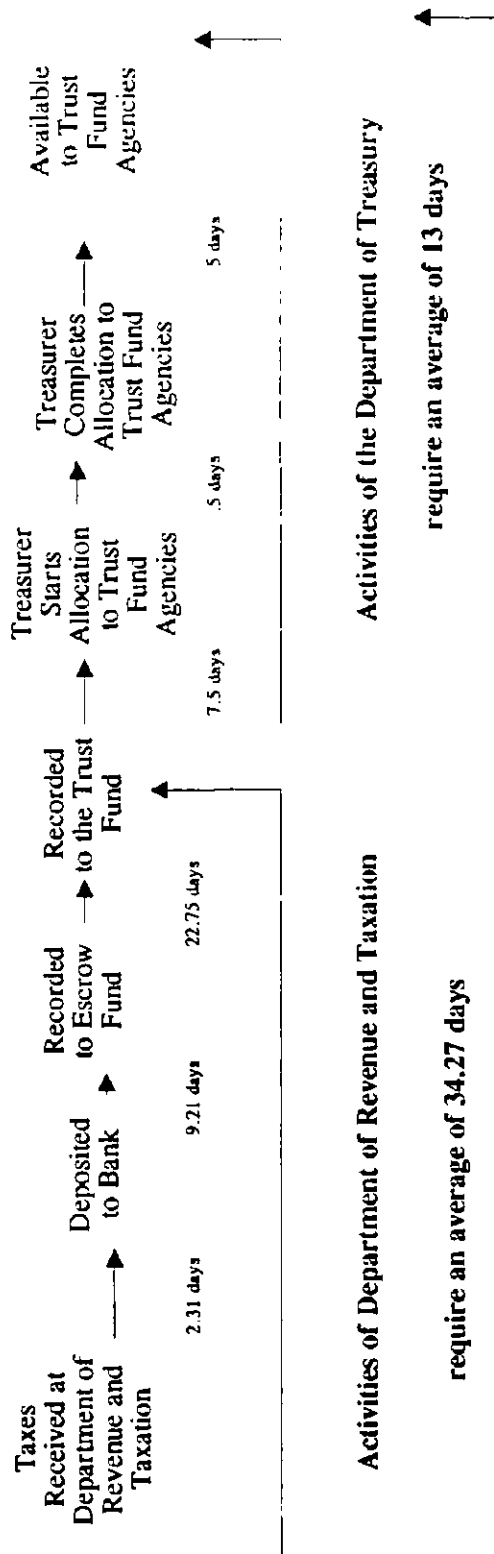 Taxes
Received at
Department of
Revenue and
Taxation
Deposited
to Bank
Recorded
to Escrow
Fund
Recorded
to the Trust
Fund
Treasurer
Starts
Allocation
to Trust
Fund
Agencies
Treasurer
Completes
Allocation to
Trust Fund
Agencies
Available
to Trust
Fund
Agencies
2.31 days
9.21 days
22.75 days
7.5 days
.5 days
5 days
Activities of Department of Revenue and Taxation
require an average of 34.27 days
Activities of the Department of Treasury
require an average of 13 days